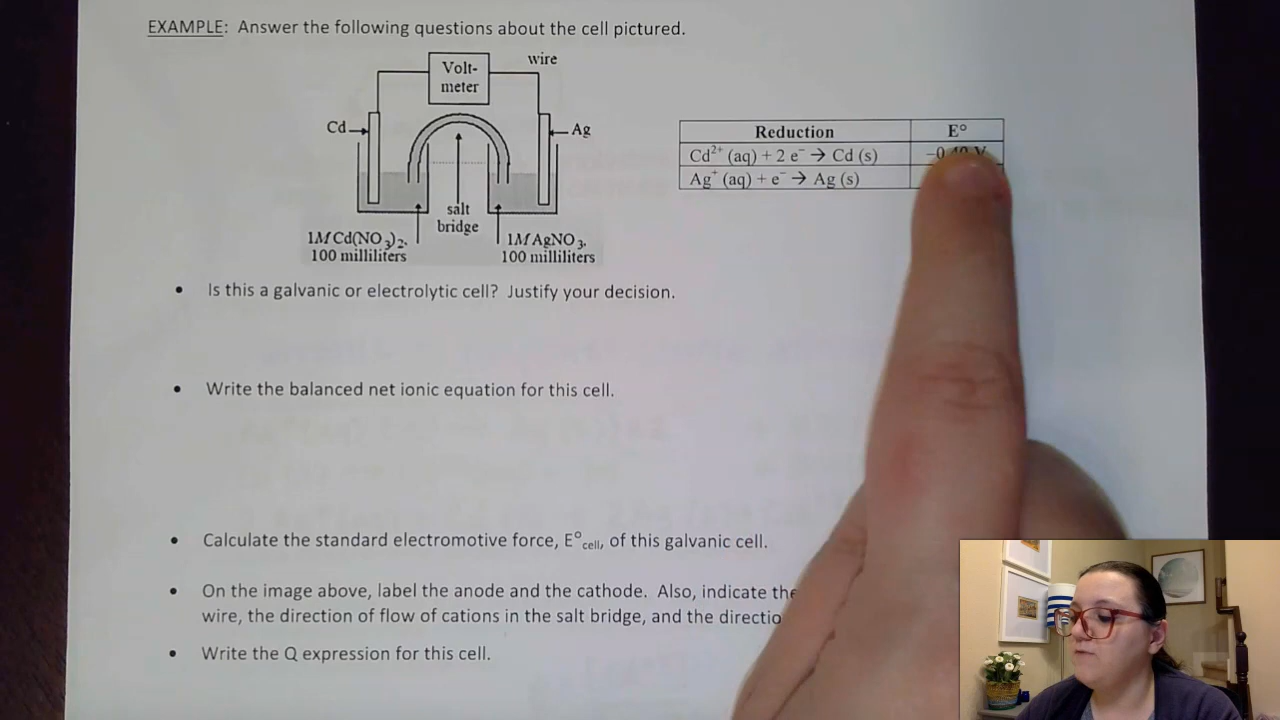 EXAMPLE: Answer the following questions about the cell pictured.
Volt-
meter
wire
Cd
Ag
salt
bridge
1M Cd(NO3)2,
100 milliliters
1M AgNO3,
100 milliliters
Reduction E°
Cd²⁺ (aq) + 2 e⁻ → Cd (s)
Ag⁺ (aq) + e⁻ → Ag (s)
• Is this a galvanic or electrolytic cell? Justify your decision.
• Write the balanced net ionic equation for this cell.
• Calculate the standard electromotive force, E°cell, of this galvanic cell.
• On the image above, label the anode and the cathode. Also, indicate the
wire, the direction of flow of cations in the salt bridge, and the
• Write the Q expression for this cell.